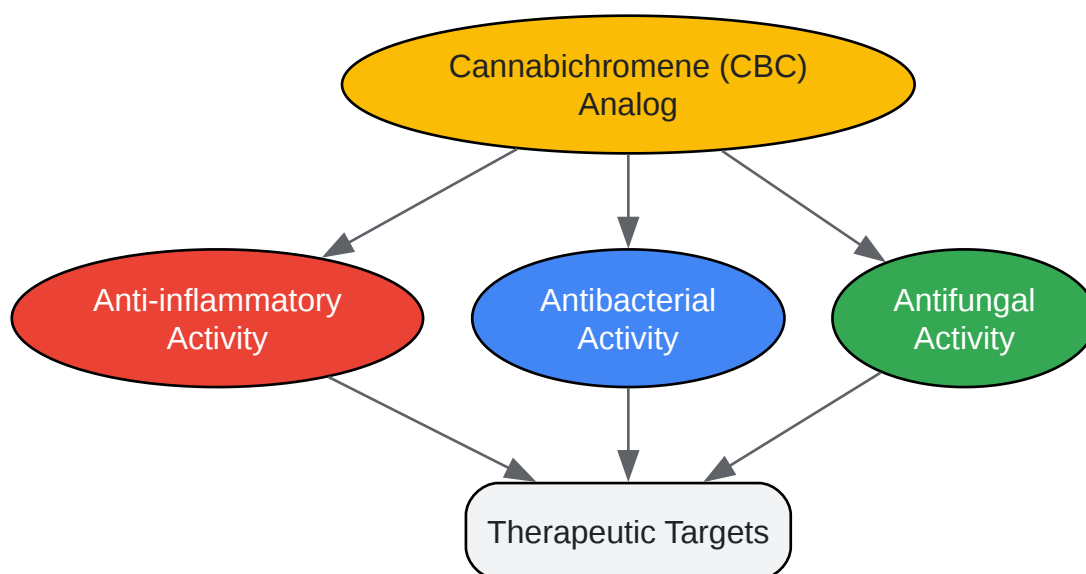 Cannabichromene (CBC)
Analog
Anti-inflammatory
Activity
Antibacterial
Activity
Antifungal
Activity
Therapeutic Targets